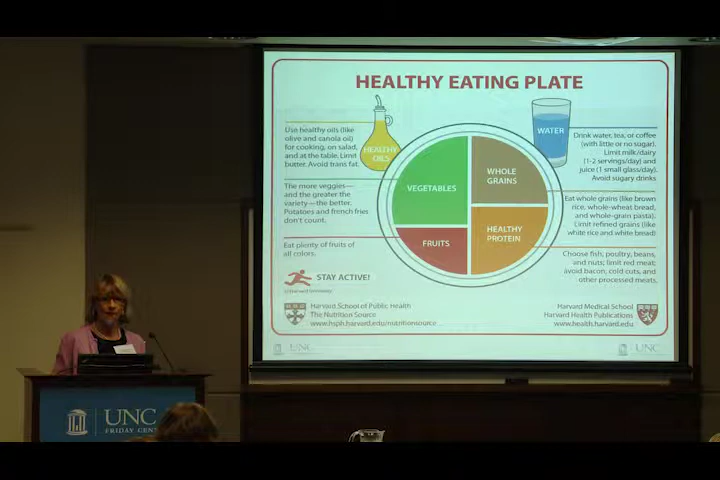 HEALTHY EATING PLATE
Use healthy oils (like
olive and canola oil)
for cooking, on salad,
and at the table. Limit
butter. Avoid trans fat.
HEALTHY
OILS
WATER
Drink water, tea, or coffee
(with little or no sugar).
Limit milk/dairy
(1-2 servings/day) and
juice (1 small glass/day).
Avoid sugary drinks
The more veggies—
and the greater the
variety—the better.
Potatoes and french fries
don't count.
VEGETABLES
WHOLE
GRAINS
Eat whole grains (like brown
rice, whole-wheat bread,
and whole-grain pasta).
Limit refined grains (like
white rice and white bread)
Eat plenty of fruits of
all colors.
FRUITS
HEALTHY
PROTEIN
Choose fish, poultry, beans,
and nuts; limit red meat;
avoid bacon, cold cuts, and
other processed meats.
STAY ACTIVE!
© Harvard University
Harvard School of Public Health
The Nutrition Source
www.hsph.harvard.edu/nutritionsource
Harvard Medical School
Harvard Health Publications
www.health.harvard.edu
UNC
UNC
UNC
FRIDAY CENT